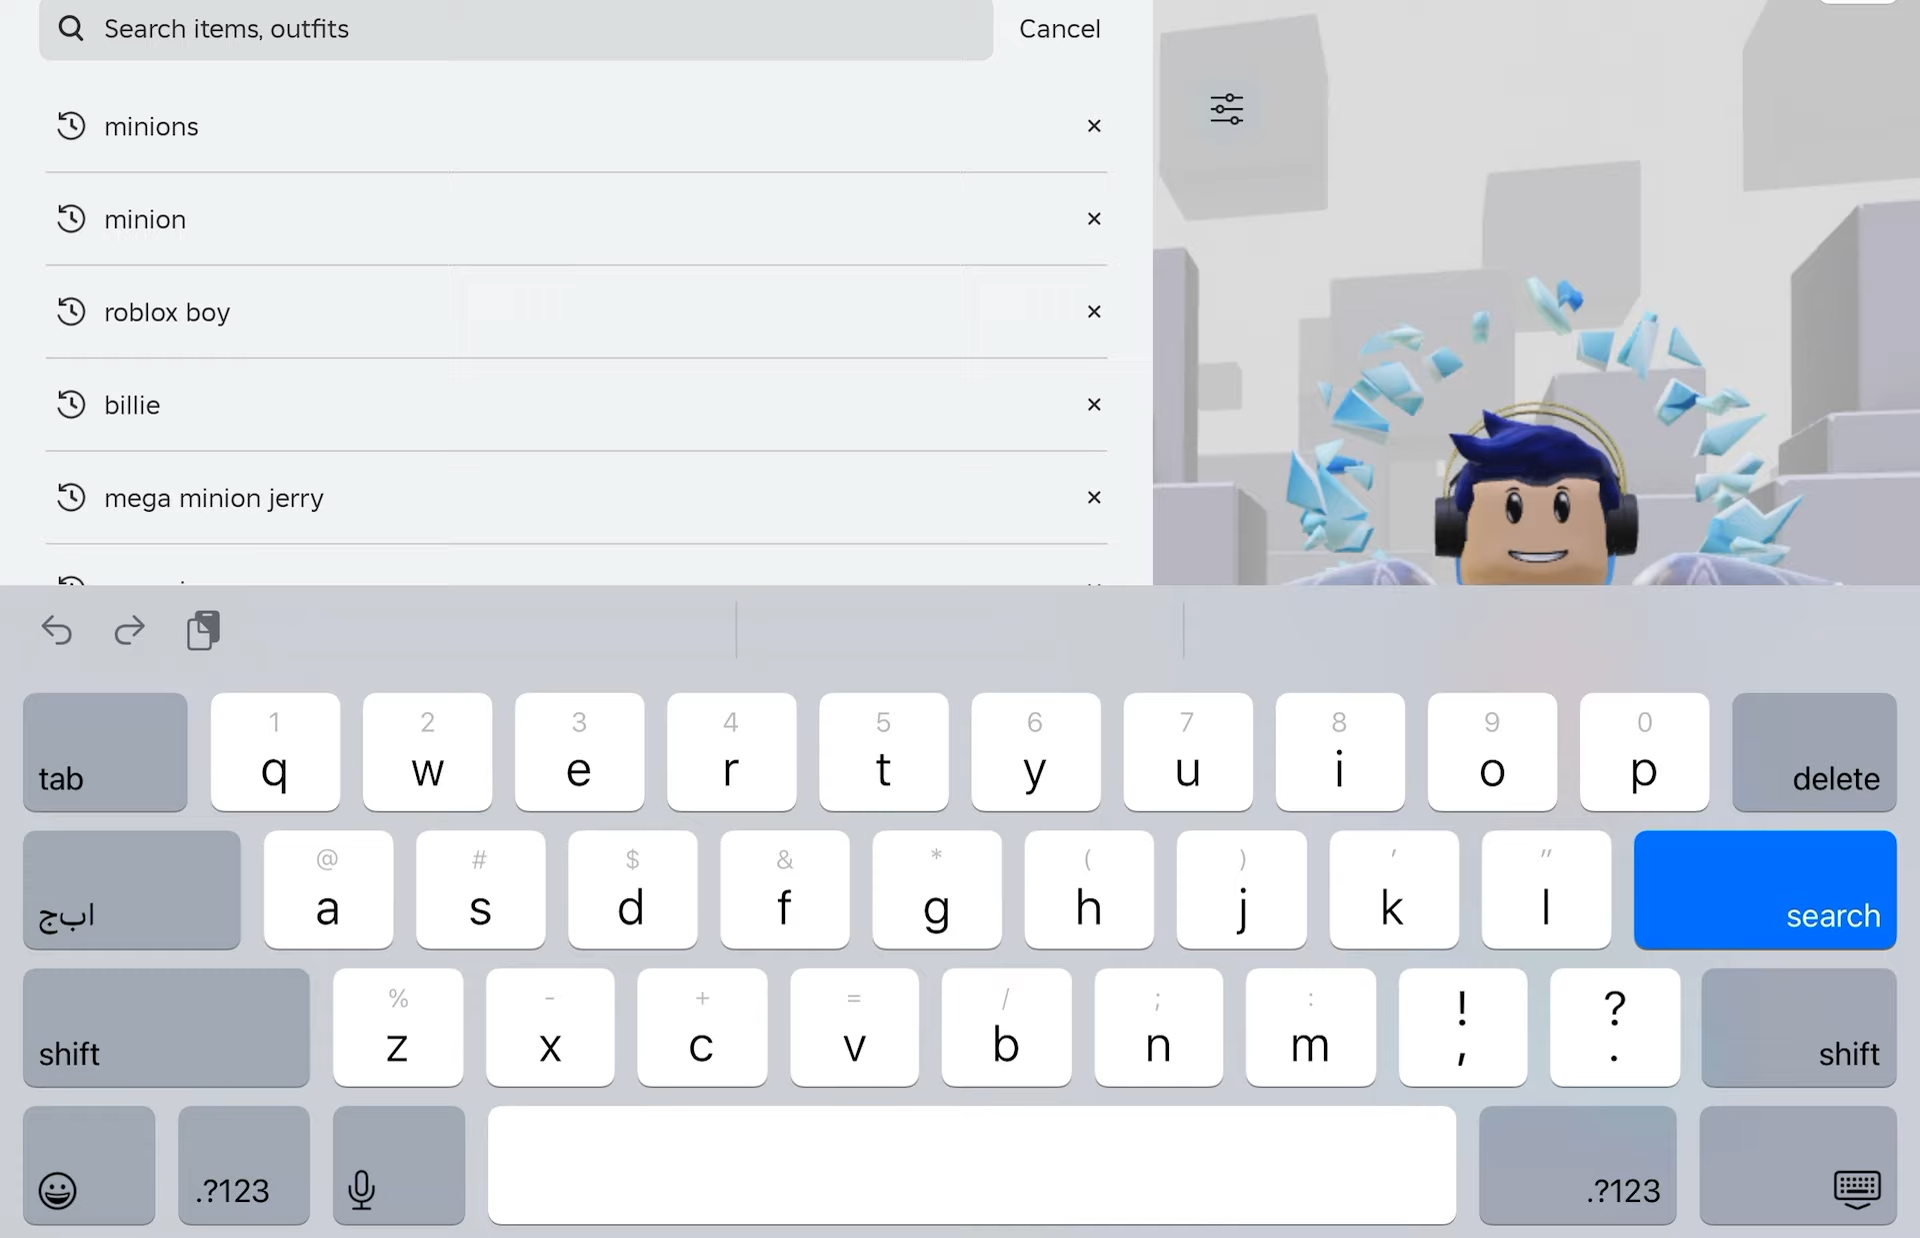 Search items, outfits
Cancel
minions
minion
roblox boy
billie
mega minion jerry
tab 1 q 2 w 3 e 4 r 5 t 6 y 7 u 8 i 9 o 0 p delete
ابج @ a # s $ d & f * g ( h ) j ' k " l search
shift % z - x + c = v / b ; n : m ! , ? . shift
.?123 .?123